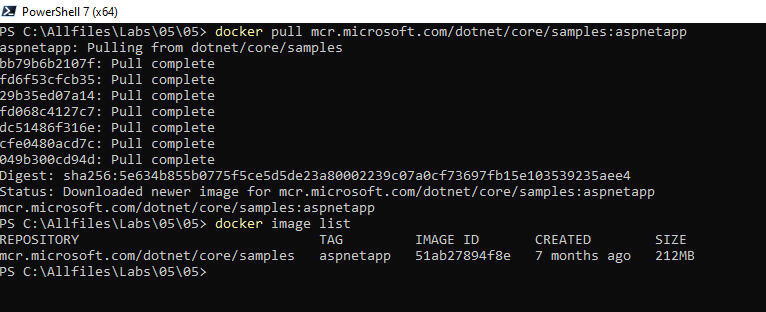 PowerShell 7 (x64)
PS C:\Allfiles\Labs\05\05> docker pull mcr.microsoft.com/dotnet/core/samples:aspnetapp
aspnetapp: Pulling from dotnet/core/samples
bb79b6b2107f: Pull complete
fd6f53cfcb35: Pull complete
29b35ed07a14: Pull complete
fd068c4127c7: Pull complete
dc51486f316e: Pull complete
cfe0480acd7c: Pull complete
049b300cd94d: Pull complete
Digest: sha256:5e634b855b0775f5ce5d5de23a80002239c07a0cf73697fb15e103539235aee4
Status: Downloaded newer image for mcr.microsoft.com/dotnet/core/samples:aspnetapp
mcr.microsoft.com/dotnet/core/samples:aspnetapp
PS C:\Allfiles\Labs\05\05> docker image list
REPOSITORY TAG IMAGE ID CREATED SIZE
mcr.microsoft.com/dotnet/core/samples aspnetapp 51ab27894f8e 7 months ago 212MB
PS C:\Allfiles\Labs\05\05>